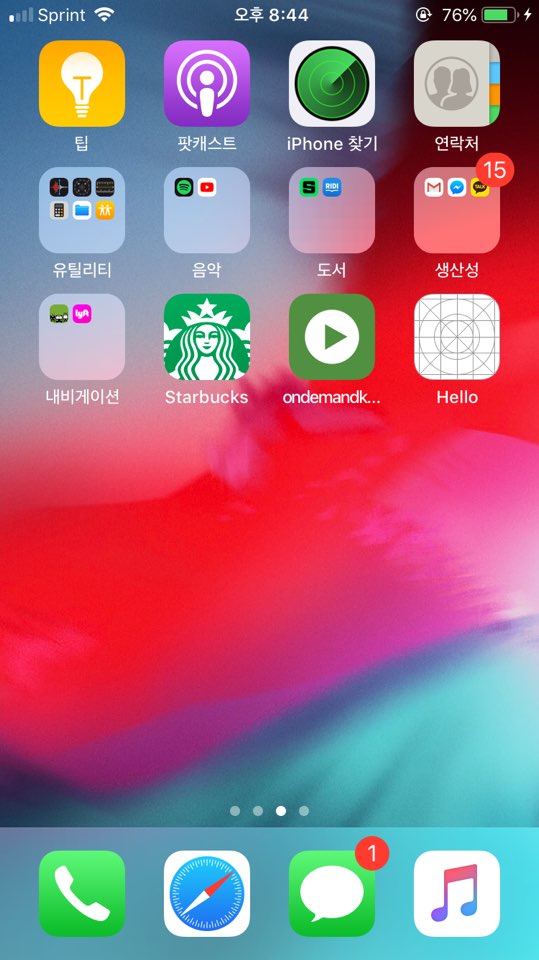 Sprint 오후 8:44 76%
팁 팟캐스트 iPhone 찾기 연락처
15
RIDI TALK
유틸리티 음악 도서 생산성
lyft
내비게이션 Starbucks ondemandk... Hello
1